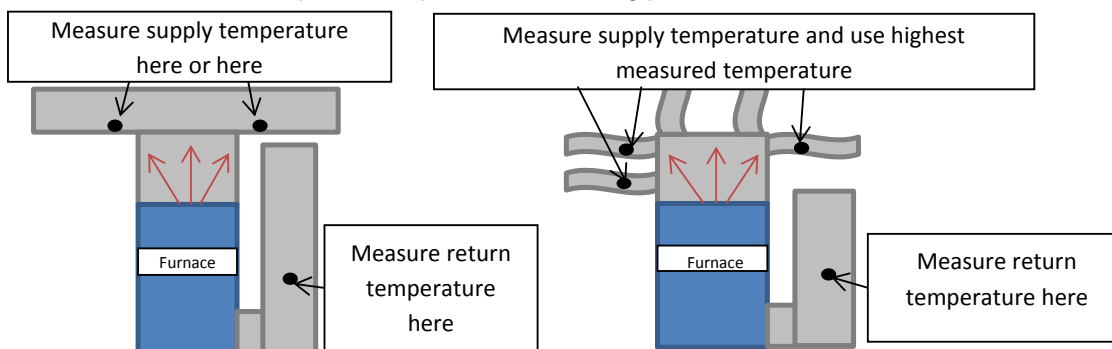 Measure supply temperature
here or here
Measure supply temperature and use highest
measured temperature
Furnace
Measure return
temperature
here
Furnace
Measure return
temperature here